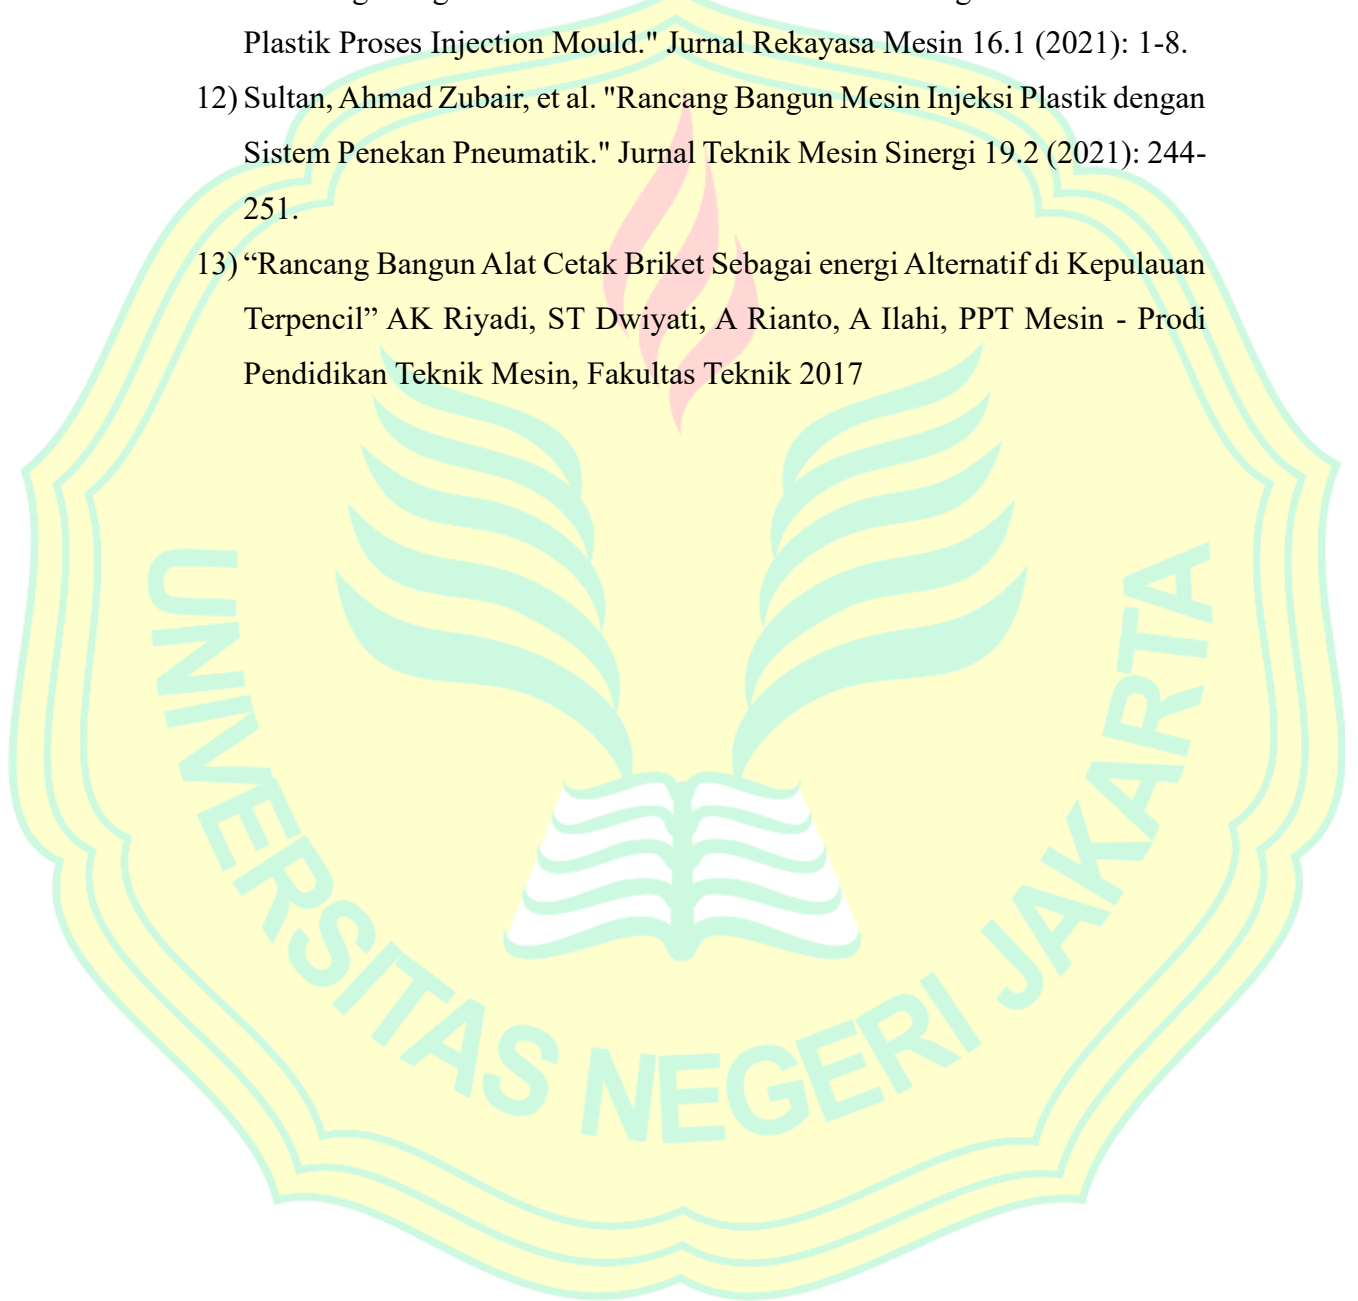 Plastik Proses Injection Mould." Jurnal Rekayasa Mesin 16.1 (2021): 1-8.
12) Sultan, Ahmad Zubair, et al. "Rancang Bangun Mesin Injeksi Plastik dengan
Sistem Penekan Pneumatik." Jurnal Teknik Mesin Sinergi 19.2 (2021): 244-
251.
13) “Rancang Bangun Alat Cetak Briket Sebagai energi Alternatif di Kepulauan
Terpencil” AK Riyadi, ST Dwiyati, A Rianto, A Ilahi, PPT Mesin - Prodi
Pendidikan Teknik Mesin, Fakultas Teknik 2017
UNIVERSITAS NEGERI JAKARTA